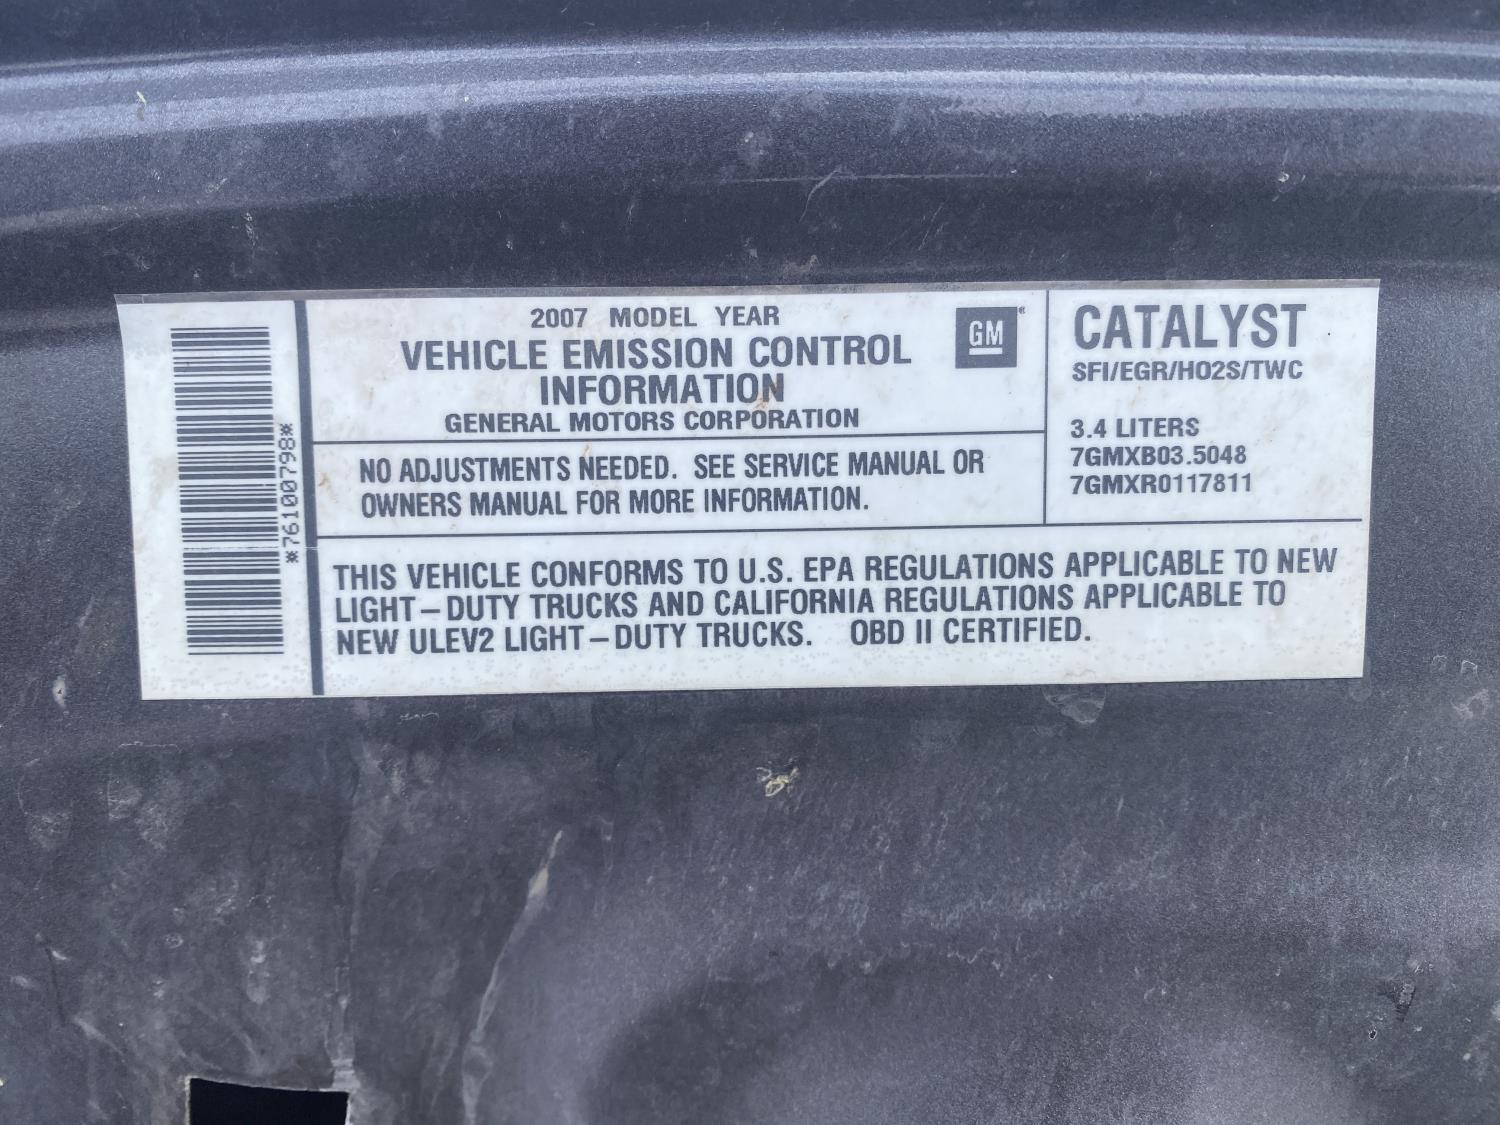 *76100798*
2007 MODEL YEAR
VEHICLE EMISSION CONTROL
INFORMATION
GENERAL MOTORS CORPORATION
GM
NO ADJUSTMENTS NEEDED. SEE SERVICE MANUAL OR
OWNERS MANUAL FOR MORE INFORMATION.
CATALYST
SFI/EGR/HO2S/TWC
3.4 LITERS
7GMXB03.5048
7GMXR0117811
THIS VEHICLE CONFORMS TO U.S. EPA REGULATIONS APPLICABLE TO NEW
LIGHT-DUTY TRUCKS AND CALIFORNIA REGULATIONS APPLICABLE TO
NEW ULEV2 LIGHT-DUTY TRUCKS. OBD II CERTIFIED.